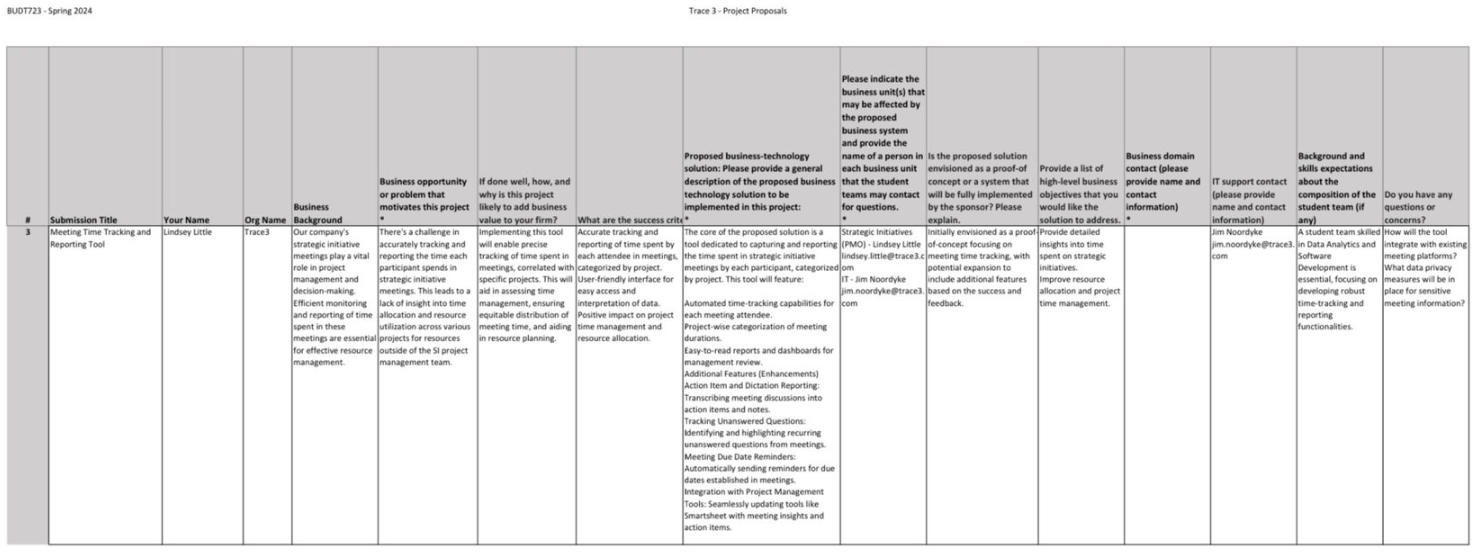 BUDT723 - Spring 2024
Trace 3 - Project Proposals
#
Submission Title
Your Name
Org Name
Business
Background
Business opportunity
or problem that
motivates this project
*
If done well, how, and
why is this project
likely to add business
value to your firm?
What are the success crite
Proposed business-technology
solution: Please provide a general
description of the proposed business
technology solution to be
implemented in this project:
*
Please indicate the
business unit(s) that
may be affected by
the proposed
business system
and provide the
name of a person in
each business unit
that the student
teams may contact
for questions.
*
Is the proposed solution
envisioned as a proof-of
concept or a system that
will be fully implemented
by the sponsor? Please
explain.
Provide a list of
high-level business
objectives that you
would like the
solution to address.
Business domain
contact (please
provide name and
contact
information)
*
IT support contact
(please provide
name and contact
information)
Background and
skills expectations
about the
composition of the
student team (if
any)
Do you have any
questions or
concerns?
3
Meeting Time Tracking and
Reporting Tool
Lindsey Little
Trace3
Our company's
strategic initiative
meetings play a vital
role in project
management and
decision-making.
Efficient monitoring
and reporting of time
spent in these
meetings are essential
for effective resource
management.
There's a challenge in
accurately tracking and
reporting the time each
participant spends in
strategic initiative
meetings. This leads to a
lack of insight into time
allocation and resource
utilization across various
projects for resources
outside of the SI project
management team.
Implementing this tool
will enable precise
tracking of time spent in
meetings, correlated with
specific projects. This will
aid in assessing time
management, ensuring
equitable distribution of
meeting time, and aiding
in resource planning.
Accurate tracking and
reporting of time spent by
each attendee in meetings,
categorized by project.
User-friendly interface for
easy access and
interpretation of data.
Positive impact on project
time management and
resource allocation.
The core of the proposed solution is a
tool dedicated to capturing and reporting
the time spent in strategic initiative
meetings by each participant, categorized
by project. This tool will feature:
Automated time-tracking capabilities for
each meeting attendee.
Project-wise categorization of meeting
durations.
Easy-to-read reports and dashboards for
management review.
Additional Features (Enhancements)
Action Item and Dictation Reporting:
Transcribing meeting discussions into
action items and notes.
Tracking Unanswered Questions:
Identifying and highlighting recurring
unanswered questions from meetings.
Meeting Due Date Reminders:
Automatically sending reminders for due
dates established in meetings.
Integration with Project Management
Tools: Seamlessly updating tools like
Smartsheet with meeting insights and
action items.
Strategic Initiatives
(PMO) - Lindsey Little
lindsey.little@trace3.c
om
IT - Jim Noordyke
jim.noordyke@trace3.
com
Initially envisioned as a proof-
of-concept focusing on
meeting time tracking, with
potential expansion to
include additional features
based on the success and
feedback.
Provide detailed
insights into time
spent on strategic
initiatives.
Improve resource
allocation and project
time management.
Jim Noordyke
jim.noordyke@trace3.
com
A student team skilled
in Data Analytics and
Software
Development is
essential, focusing on
developing robust
time-tracking and
reporting
functionalities.
How will the tool
integrate with existing
meeting platforms?
What data privacy
measures will be in
place for sensitive
meeting information?